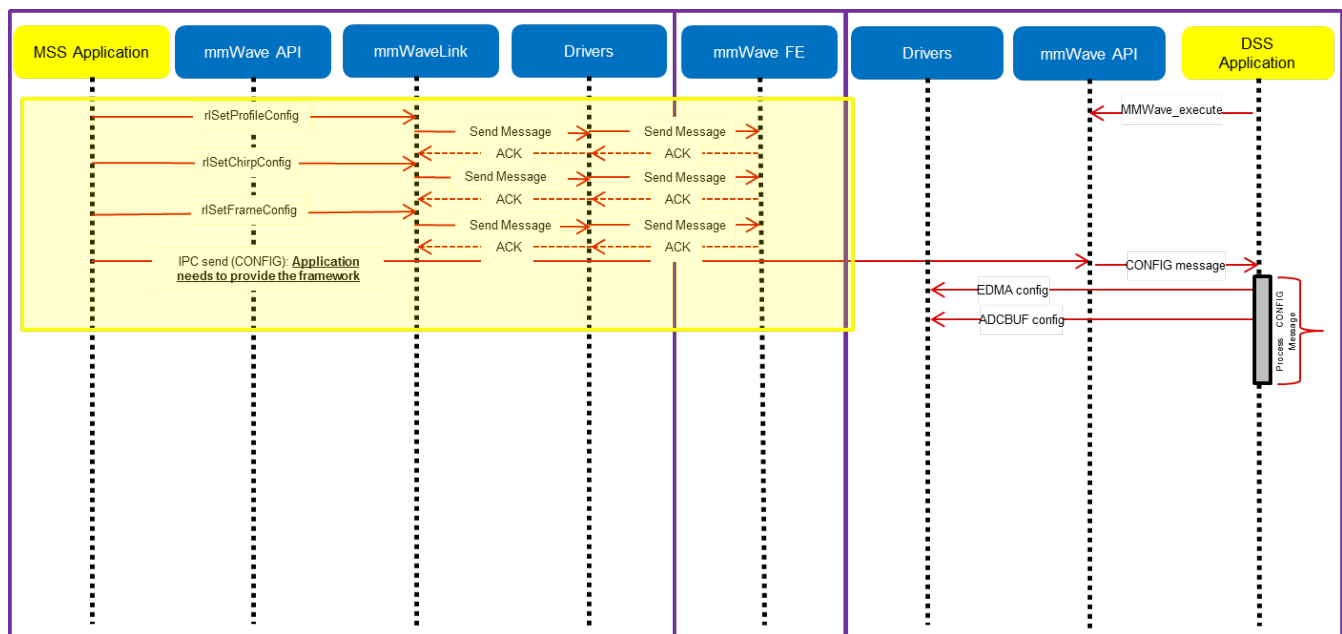 MSS Application
mmWave API
mmWaveLink
Drivers
mmWave FE
Drivers
mmWave API
DSS
Application
rlSetProfileConfig
MMWave_execute
Send Message
Send Message
ACK
ACK
rlSetChirpConfig
Send Message
Send Message
ACK
ACK
rlSetFrameConfig
Send Message
Send Message
ACK
ACK
IPC send (CONFIG): Application
needs to provide the framework
CONFIG message
EDMA config
ADCBUF config
Process CONFIG
Message